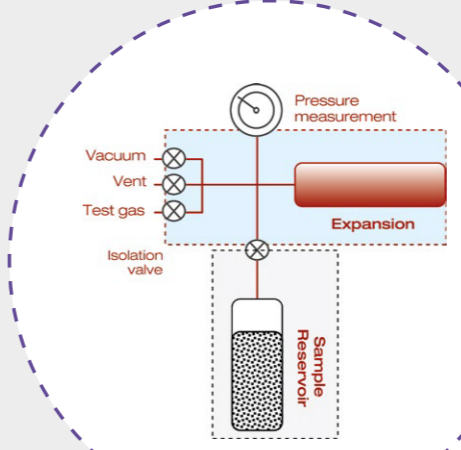 Pressure
measurement
Vacuum
Vent
Test gas
Expansion
Isolation
valve
Sample
Reservoir